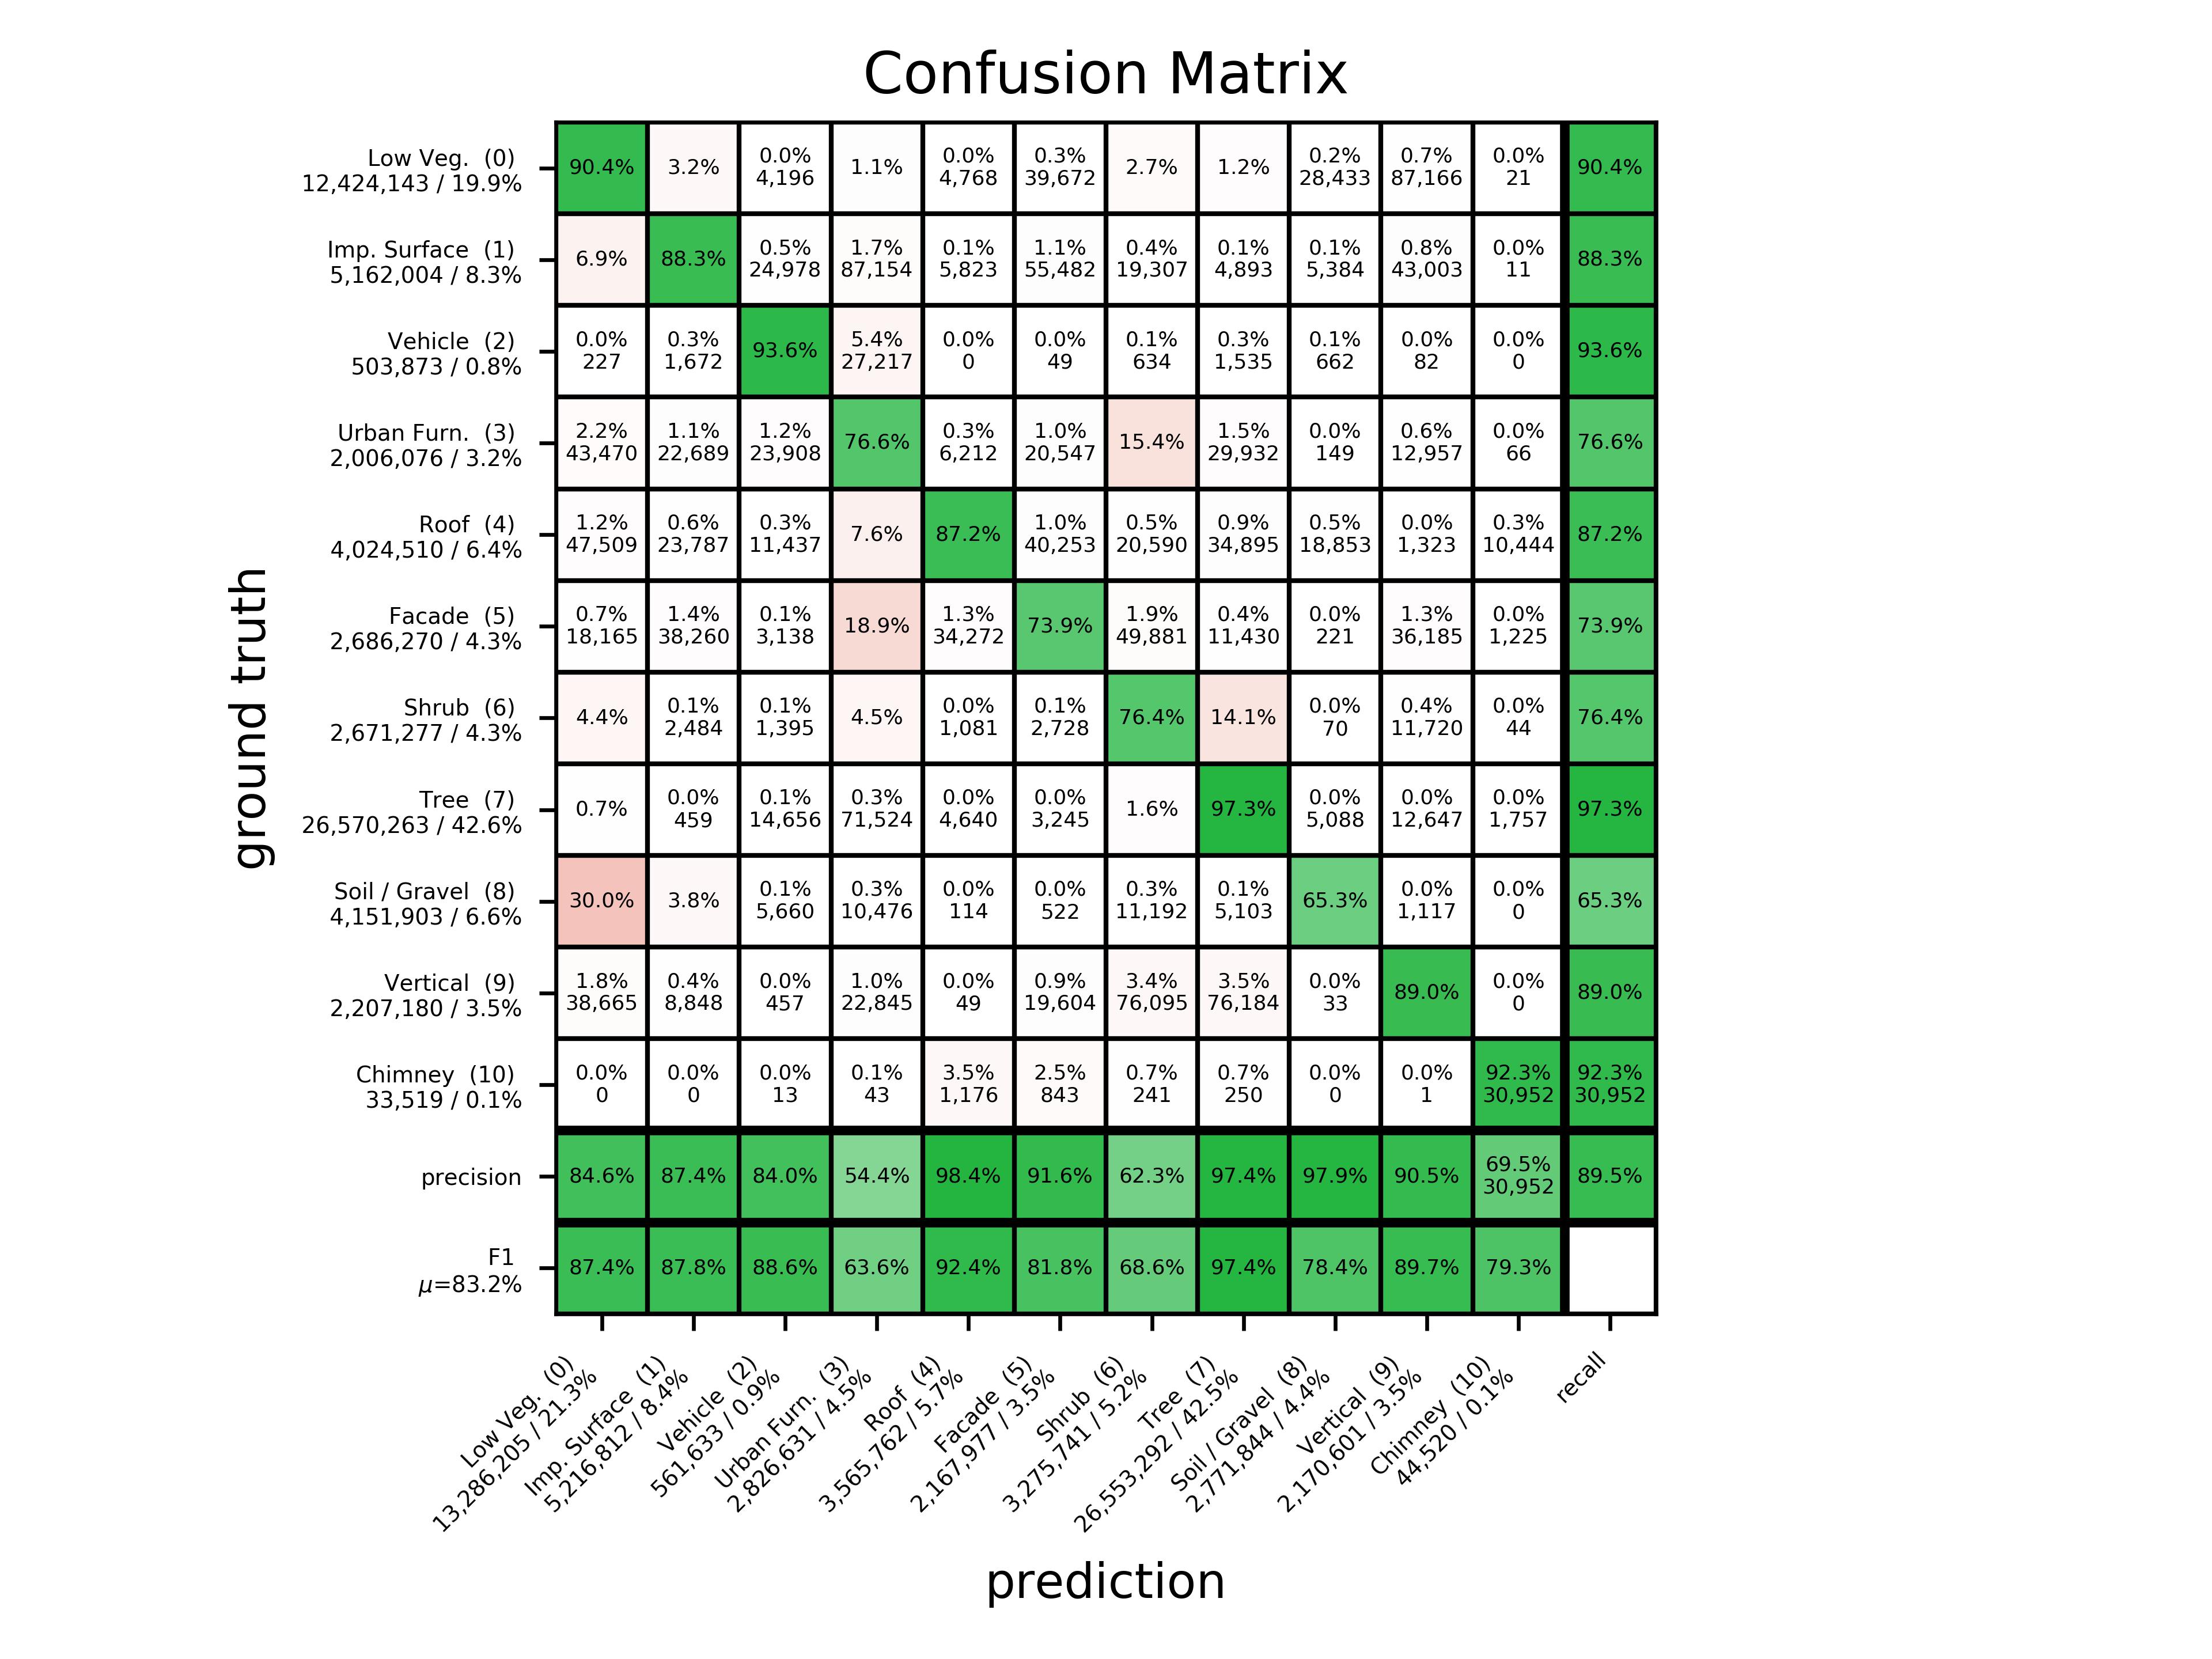 Confusion Matrix
Low Veg. (0)
12,424,143 / 19.9%
90.4% 3.2% 0.0% 1.1% 0.0% 0.3% 2.7% 1.2% 0.2% 0.7% 0.0% 90.4%
4,196 4,768 39,672 28,433 87,166 21
Imp. Surface (1)
5,162,004 / 8.3%
6.9% 88.3% 0.5% 1.7% 0.1% 1.1% 0.4% 0.1% 0.1% 0.8% 0.0% 88.3%
24,978 87,154 5,823 55,482 19,307 4,893 5,384 43,003 11
Vehicle (2)
503,873 / 0.8%
0.0% 0.3% 93.6% 5.4% 0.0% 0.0% 0.1% 0.3% 0.1% 0.0% 0.0% 93.6%
227 1,672 27,217 0 49 634 1,535 662 82 0
Urban Furn. (3)
2,006,076 / 3.2%
2.2% 1.1% 1.2% 76.6% 0.3% 1.0% 15.4% 1.5% 0.0% 0.6% 0.0% 76.6%
43,470 22,689 23,908 6,212 20,547 29,932 149 12,957 66
Roof (4)
4,024,510 / 6.4%
1.2% 0.6% 0.3% 7.6% 87.2% 1.0% 0.5% 0.9% 0.5% 0.0% 0.3% 87.2%
47,509 23,787 11,437 40,253 20,590 34,895 18,853 1,323 10,444
Facade (5)
2,686,270 / 4.3%
0.7% 1.4% 0.1% 18.9% 1.3% 73.9% 1.9% 0.4% 0.0% 1.3% 0.0% 73.9%
18,165 38,260 3,138 34,272 49,881 11,430 221 36,185 1,225
Shrub (6)
2,671,277 / 4.3%
4.4% 0.1% 0.1% 4.5% 0.0% 0.1% 76.4% 14.1% 0.0% 0.4% 0.0% 76.4%
2,484 1,395 1,081 2,728 70 11,720 44
Tree (7)
26,570,263 / 42.6%
0.7% 0.0% 0.1% 0.3% 0.0% 0.0% 1.6% 97.3% 0.0% 0.0% 0.0% 97.3%
459 14,656 71,524 4,640 3,245 5,088 12,647 1,757
Soil / Gravel (8)
4,151,903 / 6.6%
30.0% 3.8% 0.1% 0.3% 0.0% 0.0% 0.3% 0.1% 65.3% 0.0% 0.0% 65.3%
5,660 10,476 114 522 11,192 5,103 1,117 0
Vertical (9)
2,207,180 / 3.5%
1.8% 0.4% 0.0% 1.0% 0.0% 0.9% 3.4% 3.5% 0.0% 89.0% 0.0% 89.0%
38,665 8,848 457 22,845 49 19,604 76,095 76,184 33 0
Chimney (10)
33,519 / 0.1%
0.0% 0.0% 0.0% 0.1% 3.5% 2.5% 0.7% 0.7% 0.0% 0.0% 92.3% 92.3%
0 0 13 43 1,176 843 241 250 0 1 30,952 30,952
precision
84.6% 87.4% 84.0% 54.4% 98.4% 91.6% 62.3% 97.4% 97.9% 90.5% 69.5% 89.5%
30,952
F1
μ=83.2%
87.4% 87.8% 88.6% 63.6% 92.4% 81.8% 68.6% 97.4% 78.4% 89.7% 79.3%
ground truth
Low Veg. (0)
13,286,205 / 21.3%
Imp. Surface (1)
5,216,812 / 8.4%
Vehicle (2)
561,633 / 0.9%
Urban Furn. (3)
2,826,631 / 4.5%
Roof (4)
3,565,762 / 5.7%
Facade (5)
2,167,977 / 3.5%
Shrub (6)
3,275,741 / 5.2%
Tree (7)
26,553,292 / 42.5%
Soil / Gravel (8)
2,771,844 / 4.4%
Vertical (9)
2,170,601 / 3.5%
Chimney (10)
44,520 / 0.1%
recall
prediction